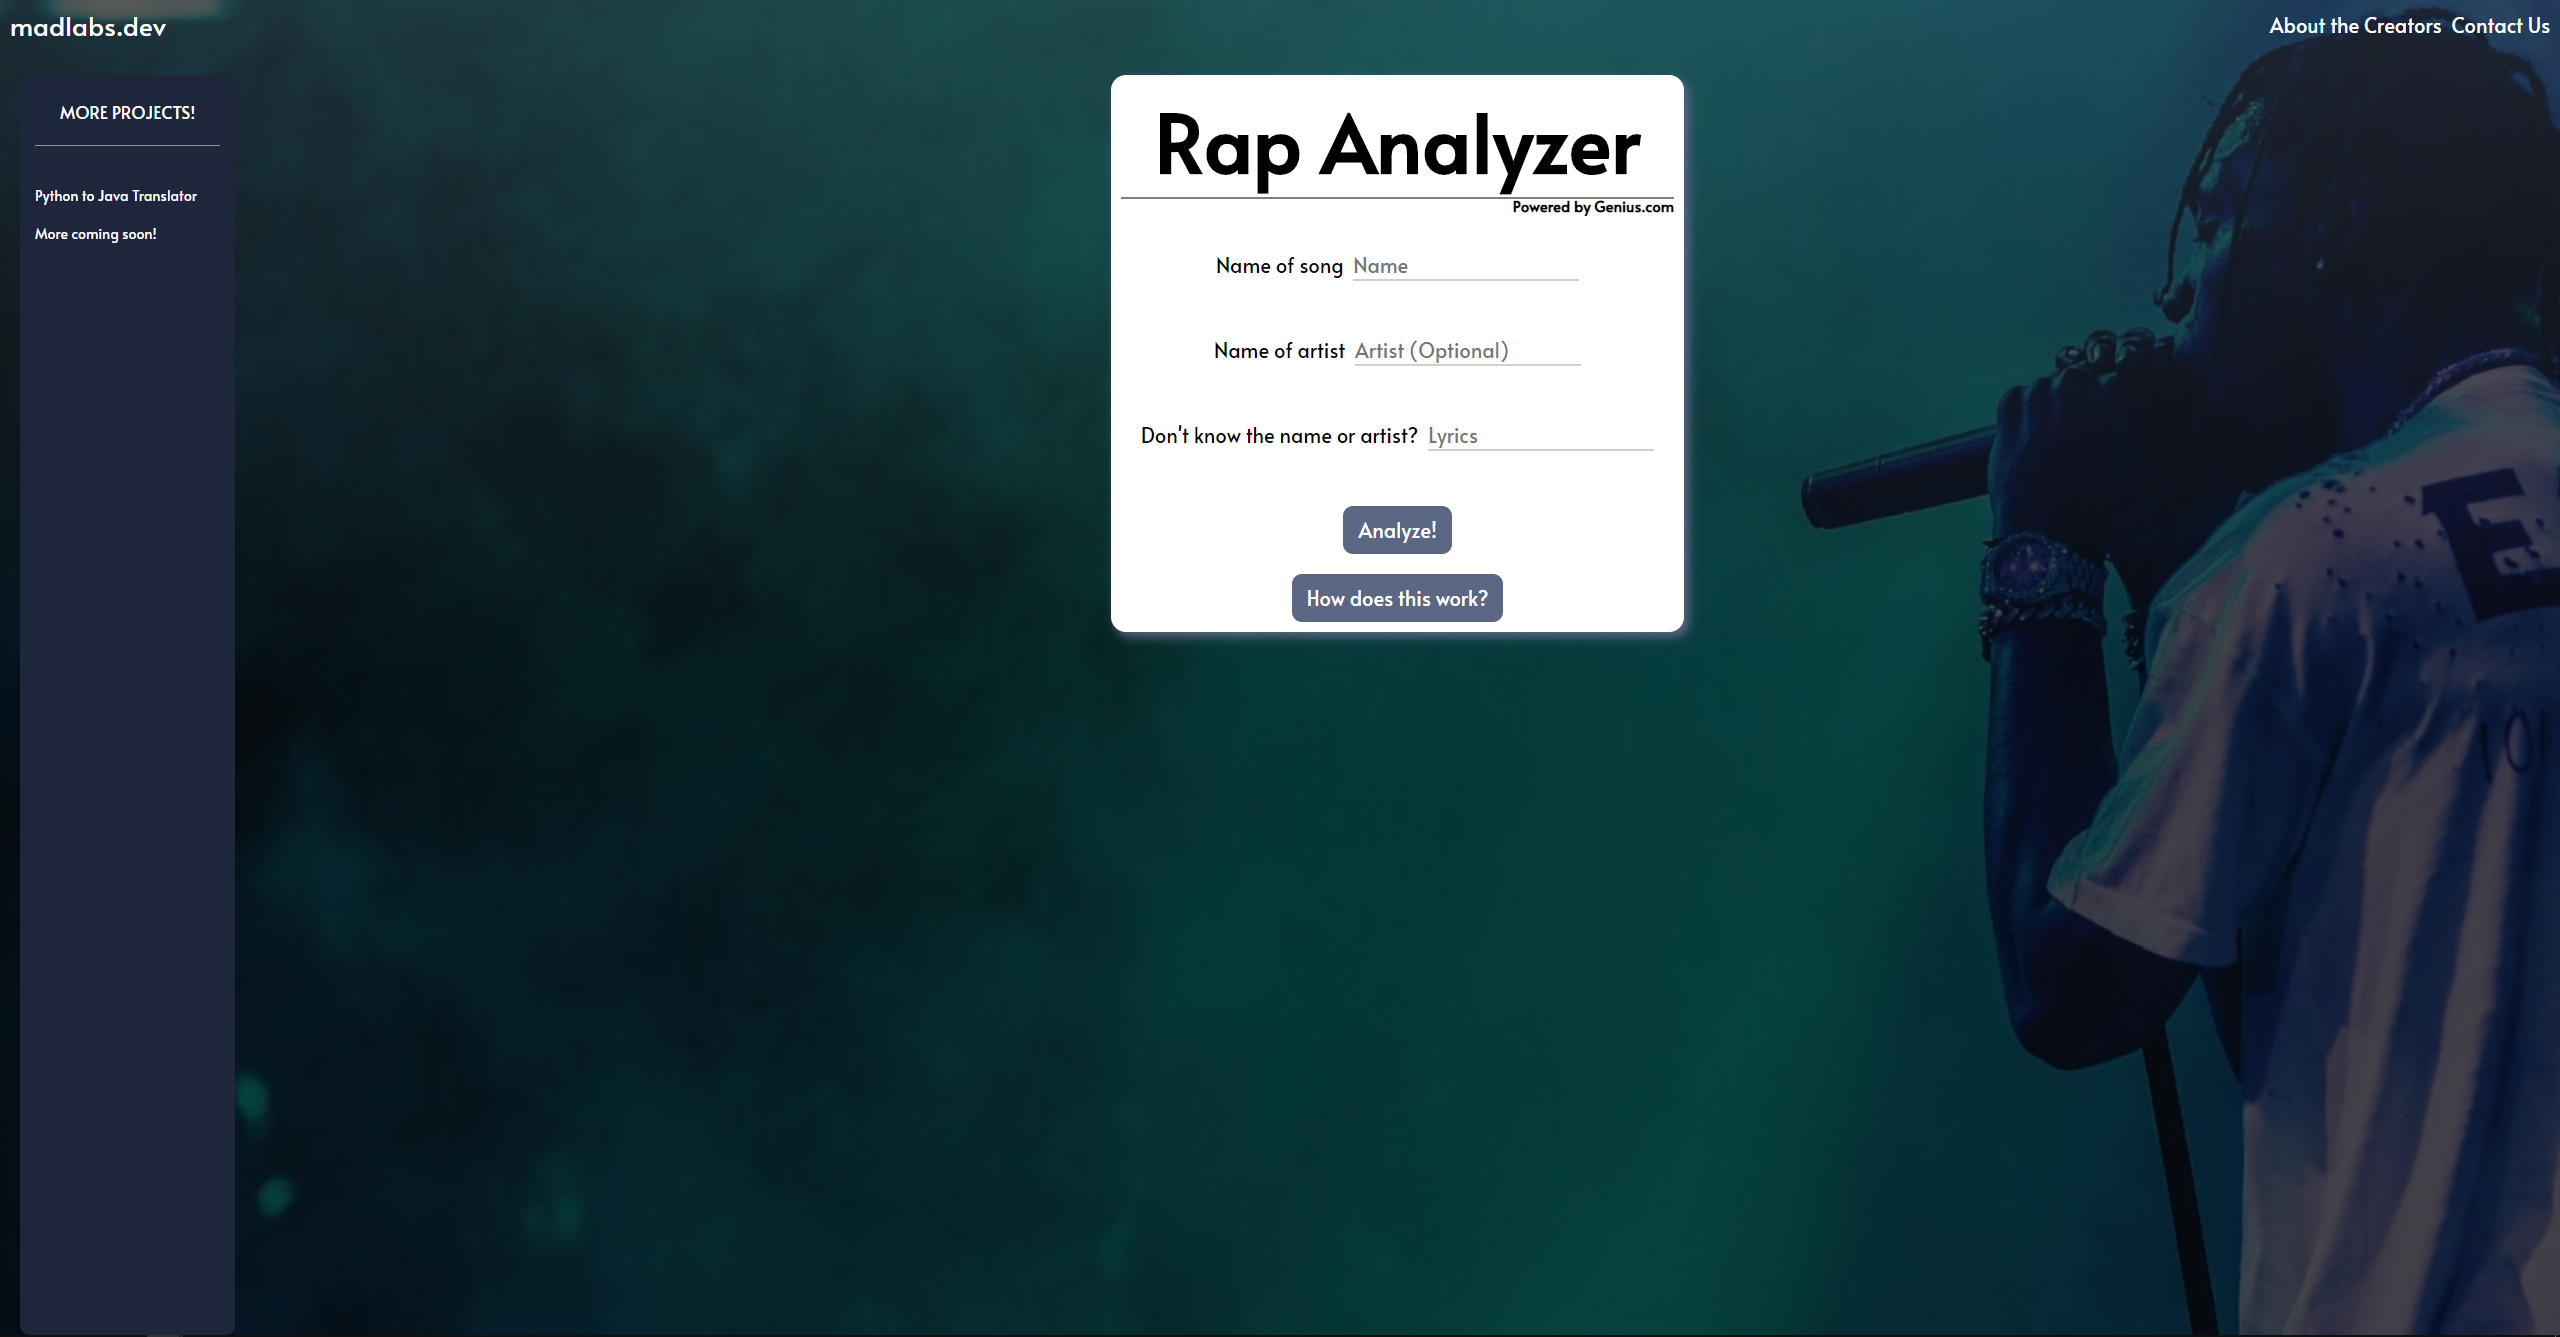 madlabs.dev
About the Creators Contact Us
MORE PROJECTS!
Python to Java Translator
More coming soon!
Rap Analyzer
Powered by Genius.com
Name of song Name
Name of artist Artist (Optional)
Don't know the name or artist? Lyrics
Analyze!
How does this work?
E